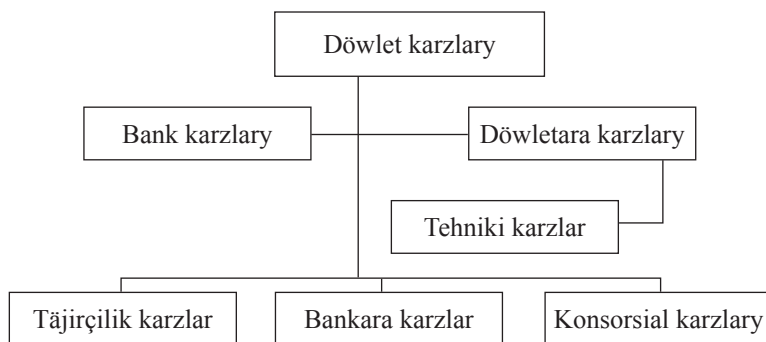 Döwlet karzlary
Bank karzlary
Döwletara karzlary
Tehniki karzlar
Täjirçilik karzlar
Bankara karzlar
Konsorsial karzlary